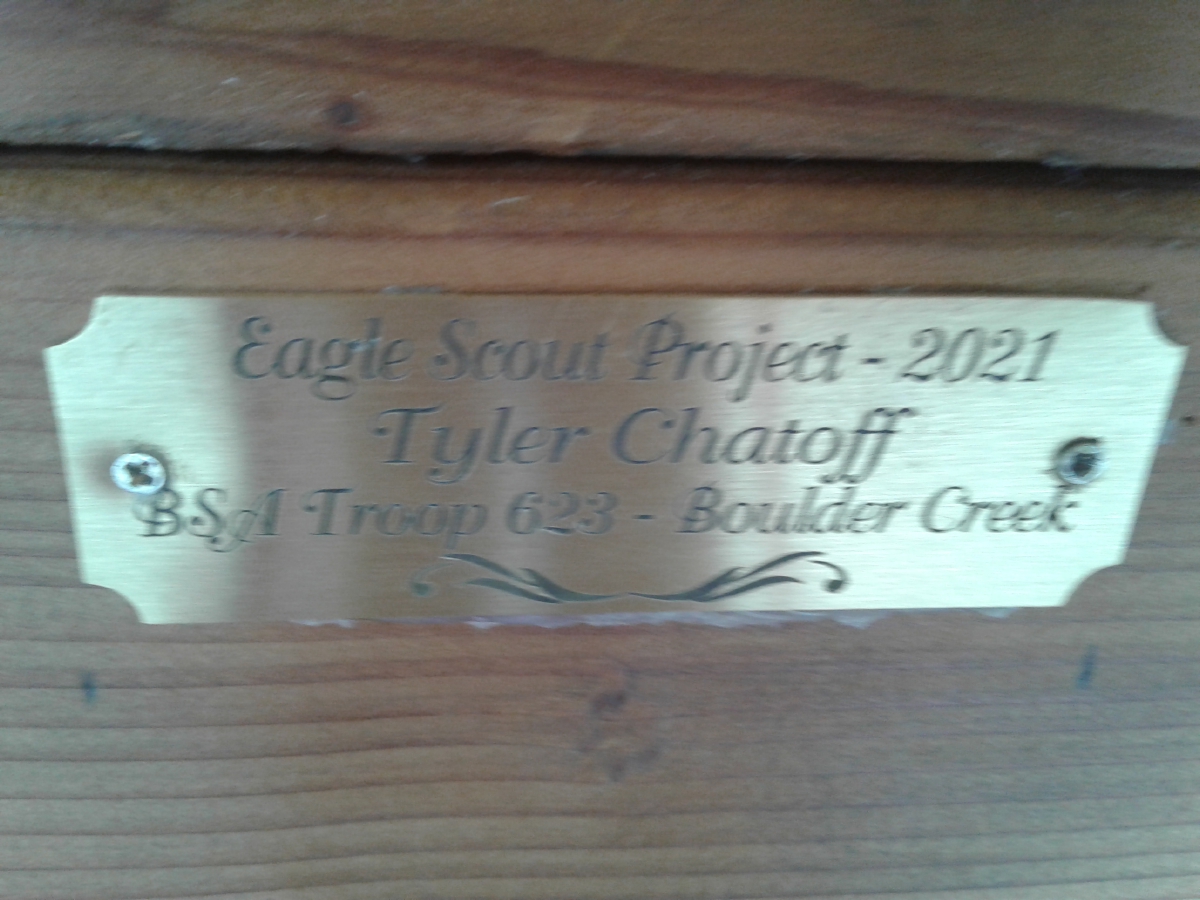 Eagle Scout Project - 2021
Tyler Chatoff
BSA Troop 623 - Boulder Creek